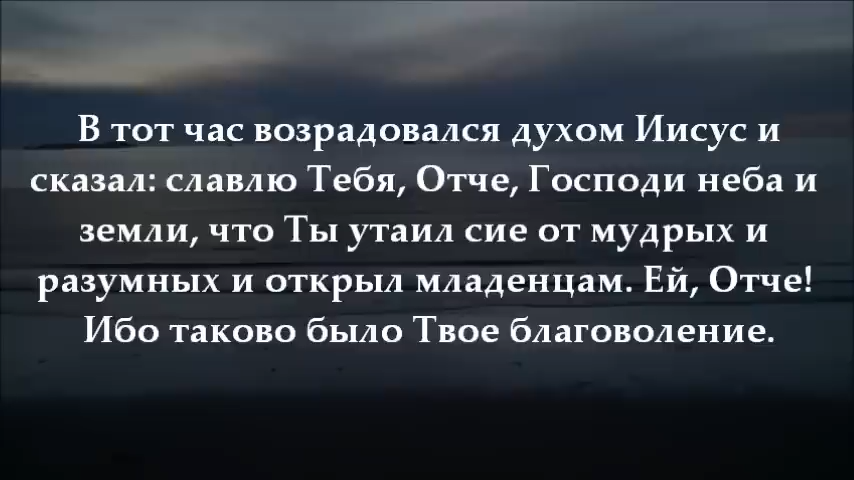 В тот час возрадовался духом Иисус и
сказал: славлю Тебя, Отче, Господи неба и
земли, что Ты утаил сие от мудрых и
разумных и открыл младенцам. Ей, Отче!
Ибо таково было Твое благоволение.